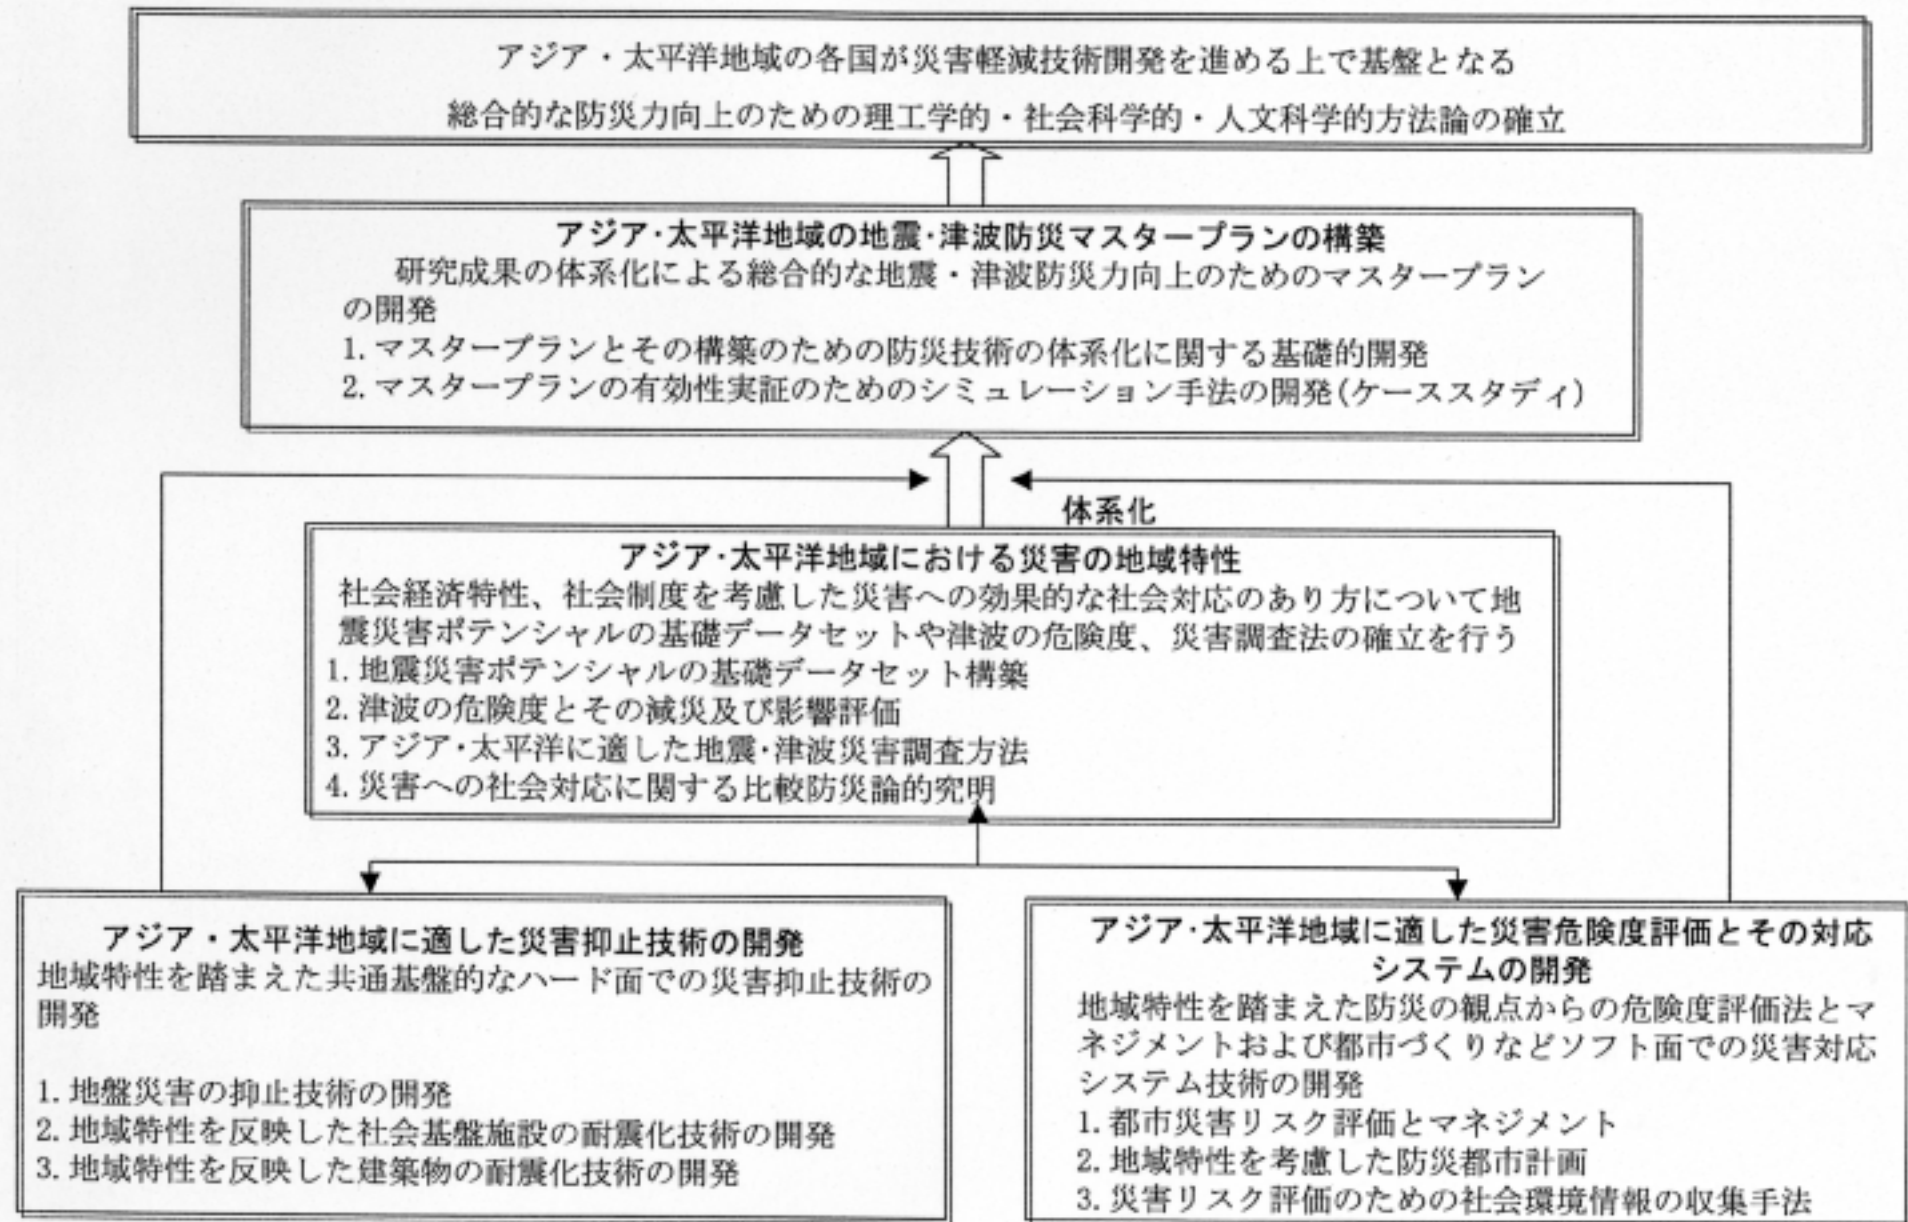 アジア・太平洋地域の各国が災害軽減技術開発を進める上で基盤となる
総合的な防災力向上のための理工学的・社会科学的・人文科学的方法論の確立
アジア・太平洋地域の地震・津波防災マスタープランの構築
研究成果の体系化による総合的な地震・津波防災力向上のためのマスタープラン
の開発
1. マスタープランとその構築のための防災技術の体系化に関する基礎的開発
2. マスタープランの有効性実証のためのシミュレーション手法の開発(ケーススタディ)
体系化
アジア・太平洋地域における災害の地域特性
社会経済特性、社会制度を考慮した災害への効果的な社会対応のあり方について地
震災害ポテンシャルの基礎データセットや津波の危険度、災害調査法の確立を行う
1. 地震災害ポテンシャルの基礎データセット構築
2. 津波の危険度とその減災及び影響評価
3. アジア・太平洋に適した地震・津波災害調査方法
4. 災害への社会対応に関する比較防災論的究明
アジア・太平洋地域に適した災害抑止技術の開発
地域特性を踏まえた共通基盤的なハード面での災害抑止技術の
開発
1. 地盤災害の抑止技術の開発
2. 地域特性を反映した社会基盤施設の耐震化技術の開発
3. 地域特性を反映した建築物の耐震化技術の開発
アジア・太平洋地域に適した災害危険度評価とその対応
システムの開発
地域特性を踏まえた防災の観点からの危険度評価法とマ
ネジメントおよび都市づくりなどソフト面での災害対応
システム技術の開発
1. 都市災害リスク評価とマネジメント
2. 地域特性を考慮した防災都市計画
3. 災害リスク評価のための社会環境情報の収集手法